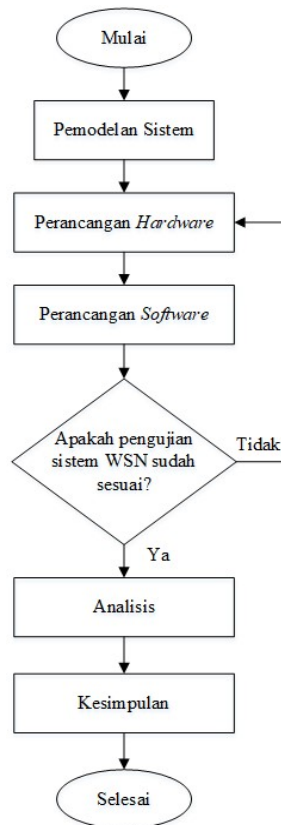 Mulai
Pemodelan Sistem
Perancangan Hardware
Perancangan Software
Apakah pengujian
sistem WSN sudah
sesuai?
Tidak
Ya
Analisis
Kesimpulan
Selesai